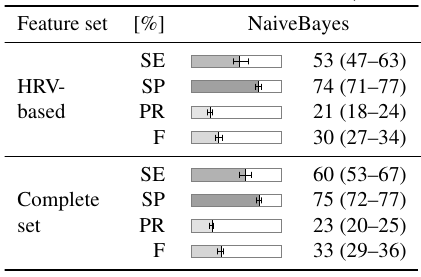 Feature set [%] NaiveBayes
SE 53 (47–63)
HRV- SP 74 (71–77)
based PR 21 (18–24)
F 30 (27–34)
SE 60 (53–67)
Complete SP 75 (72–77)
set PR 23 (20–25)
F 33 (29–36)